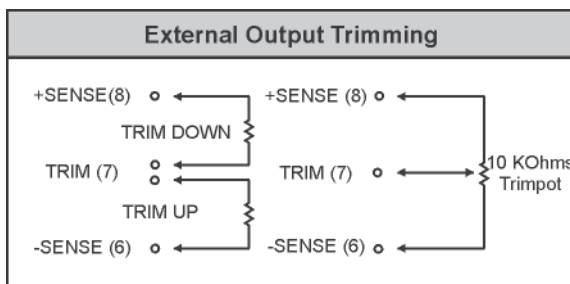 External Output Trimming
+SENSE(8)
TRIM DOWN
TRIM (7)
TRIM UP
-SENSE (6)
+SENSE (8)
TRIM (7)
10 KOhms
Trimpot
-SENSE (6)